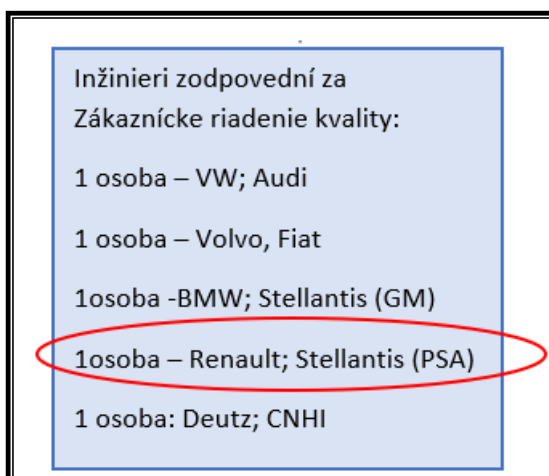 Inžinieri zodpovední za
Zákaznícke riadenie kvality:
1 osoba – VW; Audi
1 osoba – Volvo, Fiat
1osoba -BMW; Stellantis (GM)
1osoba – Renault; Stellantis (PSA)
1 osoba: Deutz; CNHI